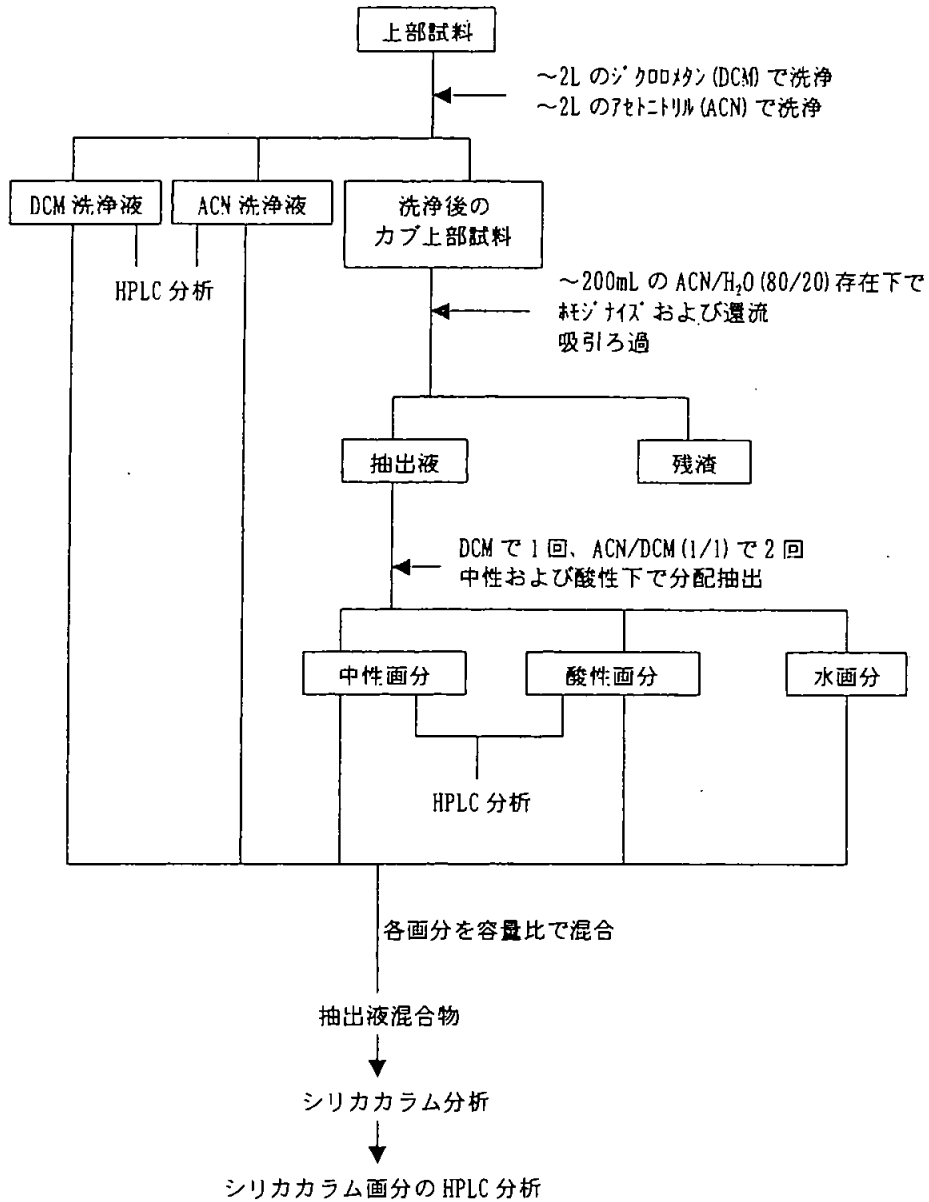 上部試料
～2L のｼﾞｸﾛﾛﾒﾀﾝ(DCM)で洗浄
～2L のｱｾﾄﾆﾄﾘﾙ(ACN)で洗浄
DCM 洗浄液
ACN 洗浄液
洗浄後の
カブ上部試料
HPLC 分析
～200mL の ACN/H₂O(80/20)存在下で
ﾎﾓｼﾞﾅｲｽﾞおよび還流
吸引ろ過
抽出液
残渣
DCM で 1 回、ACN/DCM(1/1)で 2 回
中性および酸性下で分配抽出
中性画分
酸性画分
水画分
HPLC 分析
各画分を容量比で混合
抽出液混合物
シリカカラム分析
シリカカラム画分の HPLC 分析